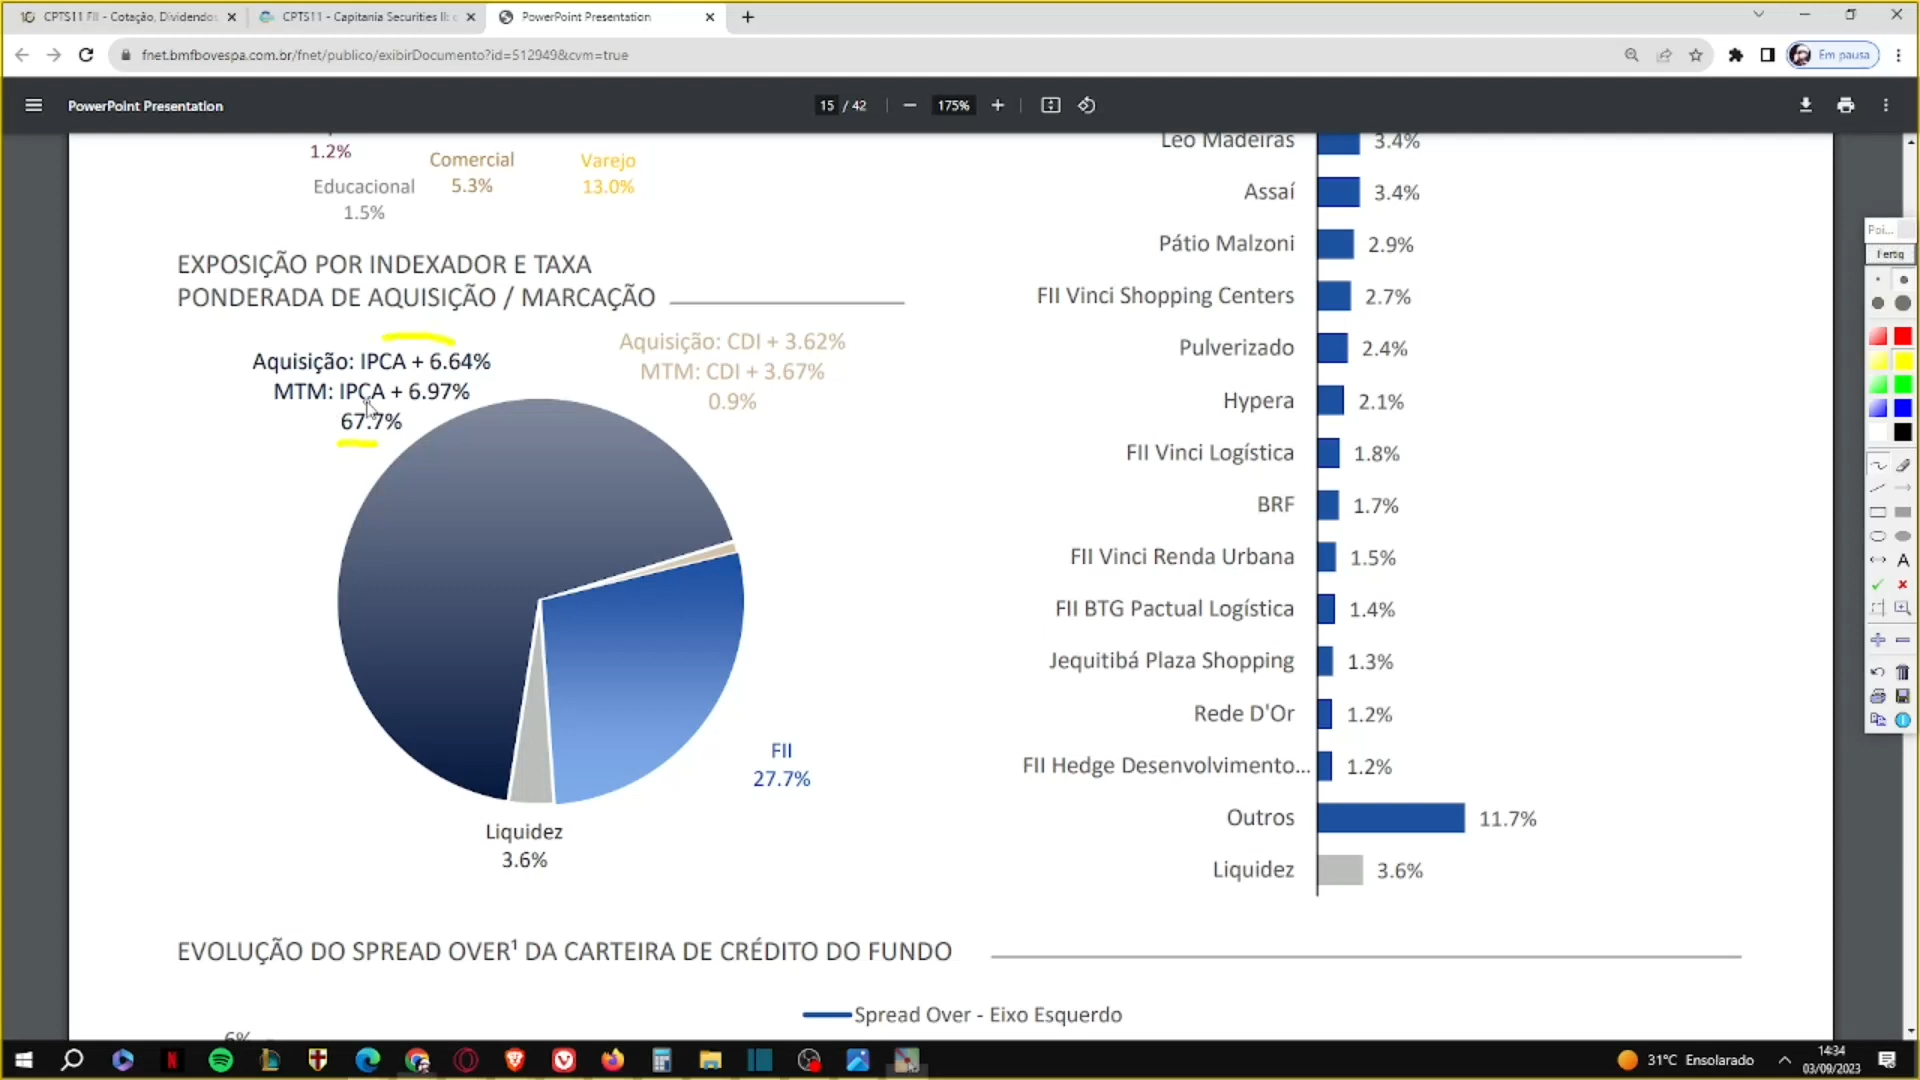 CPTS11 FII - Cotação, Dividendos
CPTS11 - Capitania Securities II: c
PowerPoint Presentation
fnet.bmfbovespa.com.br/fnet/publico/exibirDocumento?id=512949&cvm=true
Em pausa
PowerPoint Presentation
15 / 42
175%
1.2%
Comercial
5.3%
Varejo
13.0%
Educacional
1.5%
EXPOSIÇÃO POR INDEXADOR E TAXA
PONDERADA DE AQUISIÇÃO / MARCAÇÃO
Aquisição: IPCA + 6.64%
MTM: IPCA + 6.97%
67.7%
Aquisição: CDI + 3.62%
MTM: CDI + 3.67%
0.9%
FII
27.7%
Liquidez
3.6%
Leo Madeiras 3.4%
Assaí 3.4%
Pátio Malzoni 2.9%
FII Vinci Shopping Centers 2.7%
Pulverizado 2.4%
Hypera 2.1%
FII Vinci Logística 1.8%
BRF 1.7%
FII Vinci Renda Urbana 1.5%
FII BTG Pactual Logística 1.4%
Jequitibá Plaza Shopping 1.3%
Rede D'Or 1.2%
FII Hedge Desenvolvimento... 1.2%
Outros 11.7%
Liquidez 3.6%
EVOLUÇÃO DO SPREAD OVER¹ DA CARTEIRA DE CRÉDITO DO FUNDO
Spread Over - Eixo Esquerdo
6%
Poi...
Fertig
A
31°C Ensolarado
14:34
03/09/2023